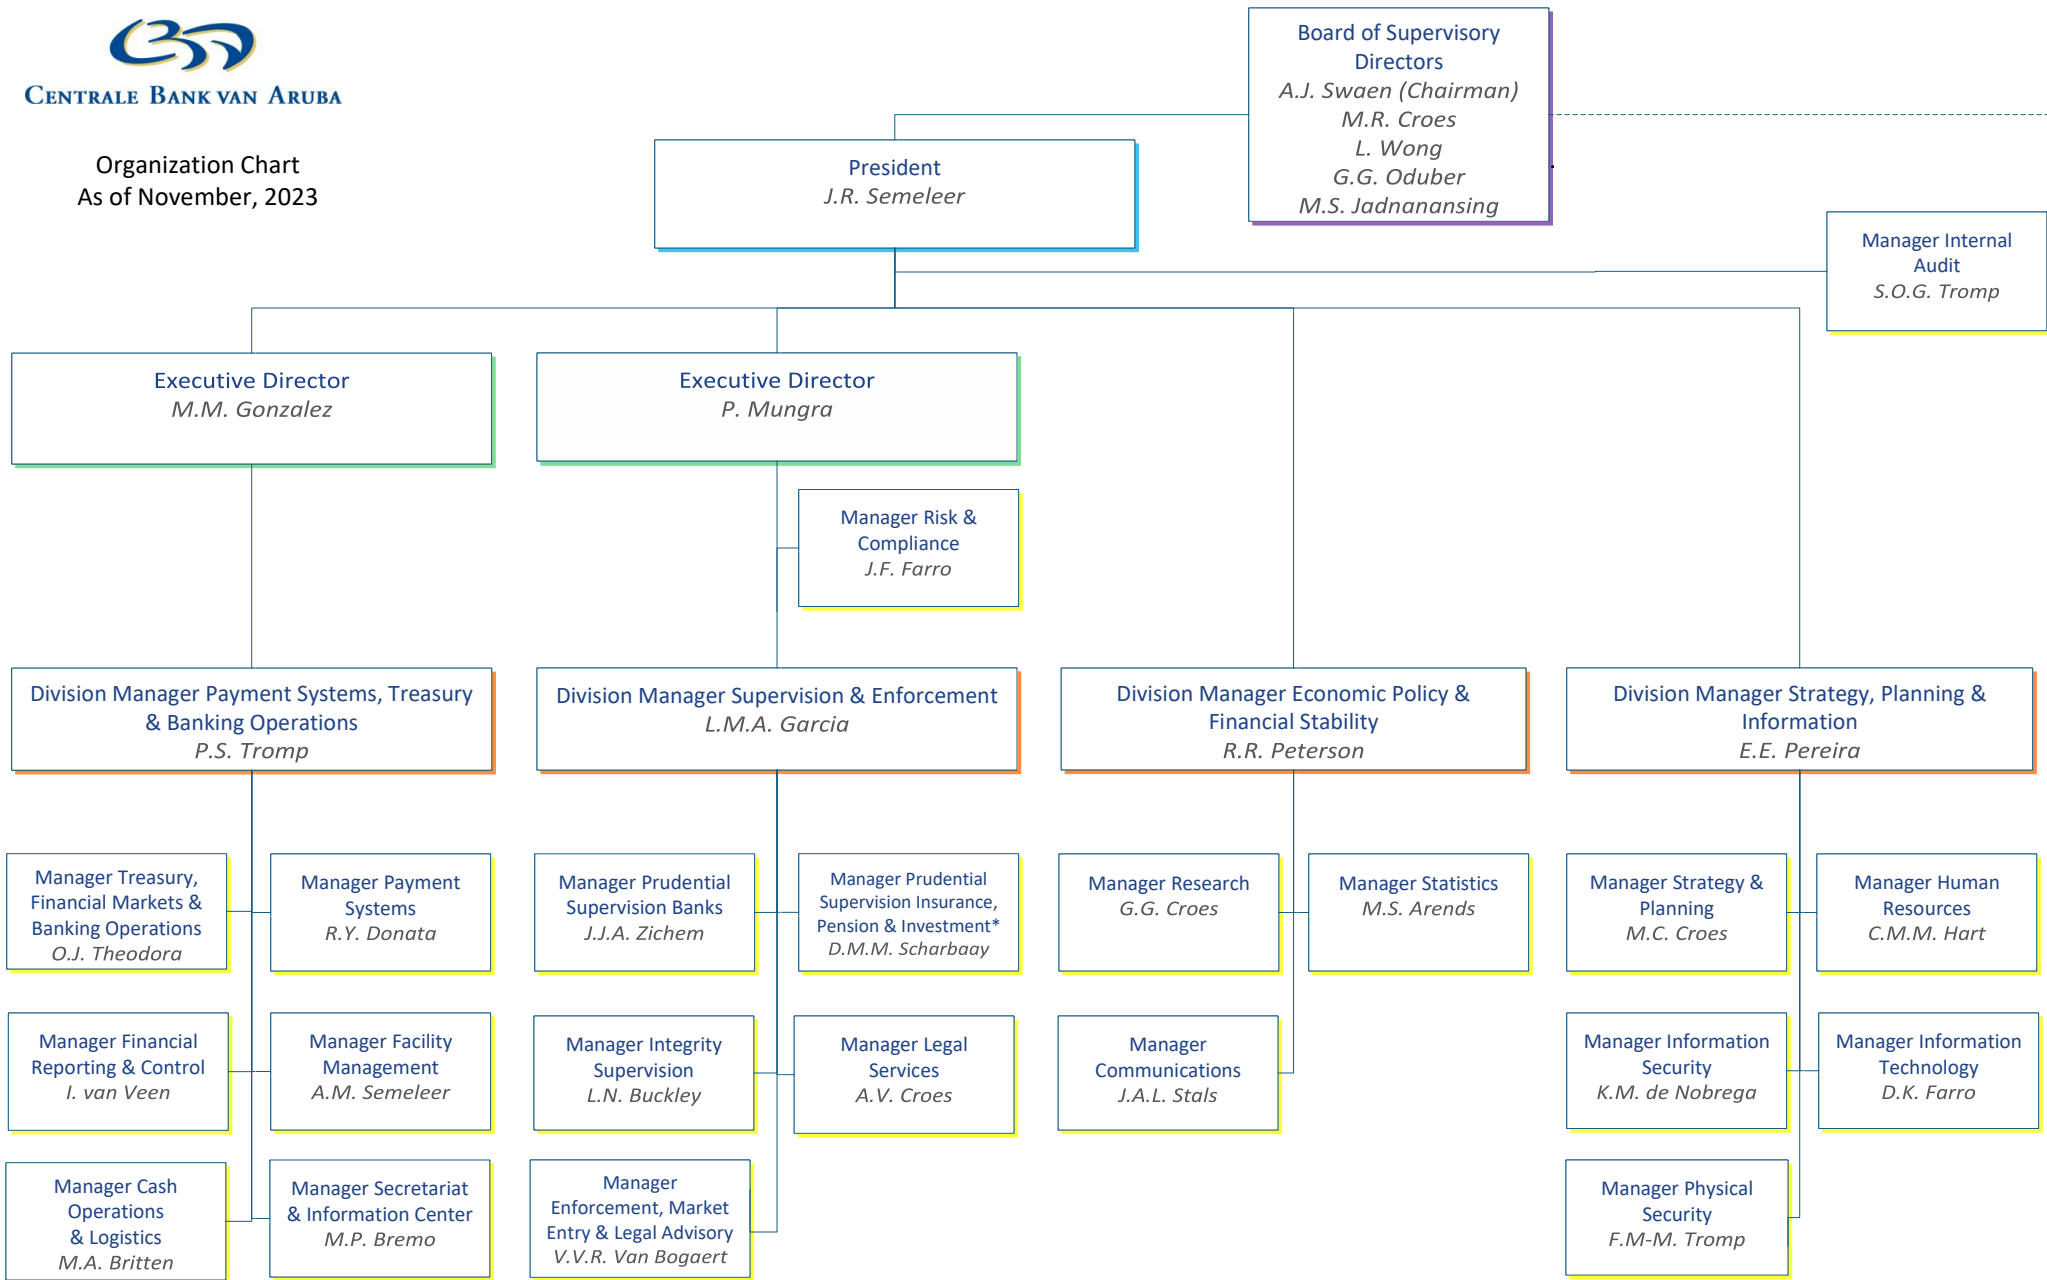 CENTRALE BANK VAN ARUBA
Organization Chart
As of November, 2023
Board of Supervisory
Directors
A.J. Swaen (Chairman)
M.R. Croes
L. Wong
G.G. Oduber
M.S. Jadnanansing
President
J.R. Semeleer
Manager Internal
Audit
S.O.G. Tromp
Executive Director
M.M. Gonzalez
Executive Director
P. Mungra
Manager Risk &
Compliance
J.F. Farro
Division Manager Payment Systems, Treasury
& Banking Operations
P.S. Tromp
Division Manager Supervision & Enforcement
L.M.A. Garcia
Division Manager Economic Policy &
Financial Stability
R.R. Peterson
Division Manager Strategy, Planning &
Information
E.E. Pereira
Manager Treasury,
Financial Markets &
Banking Operations
O.J. Theodora
Manager Payment
Systems
R.Y. Donata
Manager Prudential
Supervision Banks
J.J.A. Zichem
Manager Prudential
Supervision Insurance,
Pension & Investment*
D.M.M. Scharbaay
Manager Research
G.G. Croes
Manager Statistics
M.S. Arends
Manager Strategy &
Planning
M.C. Croes
Manager Human
Resources
C.M.M. Hart
Manager Financial
Reporting & Control
I. van Veen
Manager Facility
Management
A.M. Semeleer
Manager Integrity
Supervision
L.N. Buckley
Manager Legal
Services
A.V. Croes
Manager
Communications
J.A.L. Stals
Manager Information
Security
K.M. de Nobrega
Manager Information
Technology
D.K. Farro
Manager Cash
Operations
& Logistics
M.A. Britten
Manager Secretariat
& Information Center
M.P. Bremo
Manager
Enforcement, Market
Entry & Legal Advisory
V.V.R. Van Bogaert
Manager Physical
Security
F.M-M. Tromp